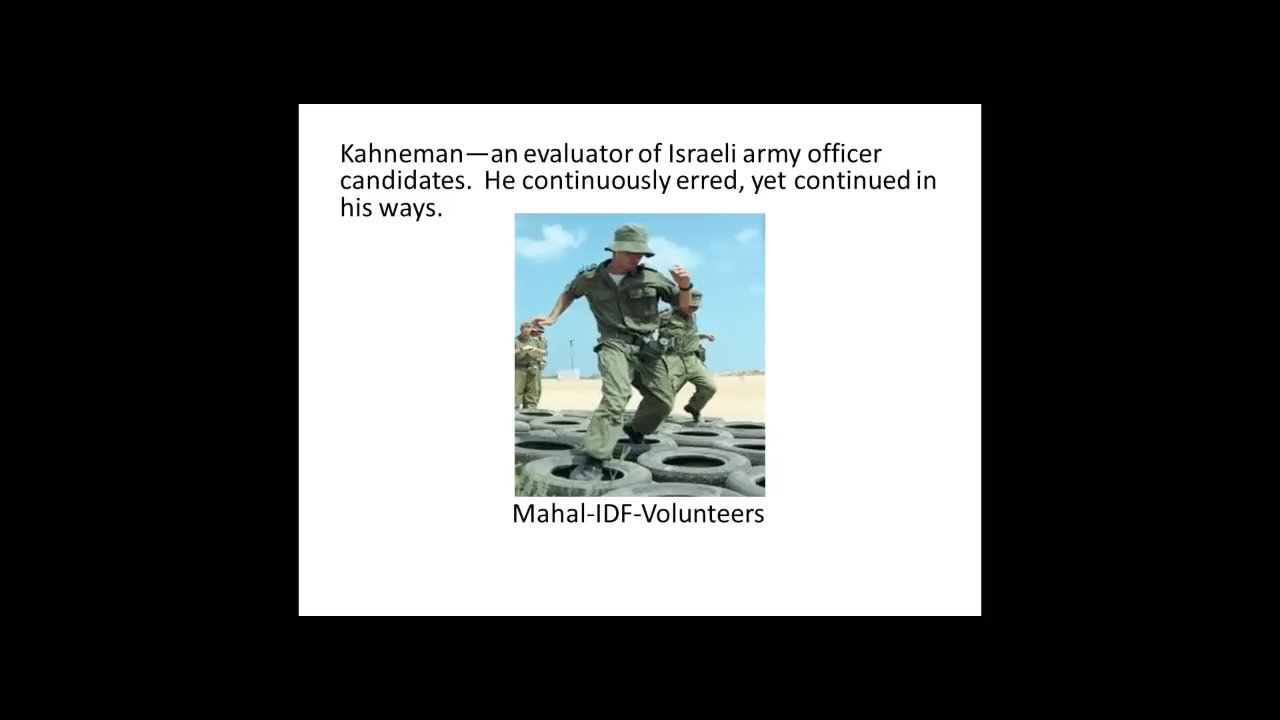 Kahneman—an evaluator of Israeli army officer
candidates.  He continuously erred, yet continued in
his ways.
Mahal-IDF-Volunteers